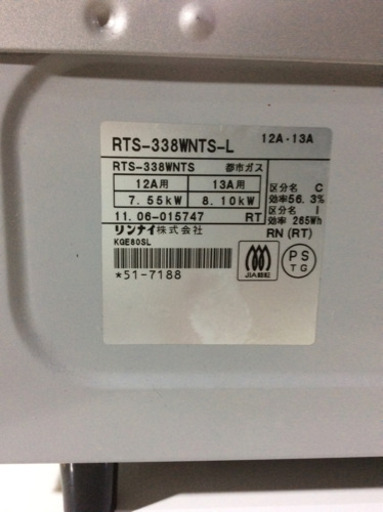 RTS-338WNTS-L 12A・13A
RTS-338WNTS 都市ガス
12A用 13A用
7.55kW 8.10kW
区分名 C
効率56.3%
区分名 I
効率 265Wh
11.06-015747 RT
リンナイ株式会社 RN (RT)
KGE80SL
*51-7188
JIA認証
PS
TG